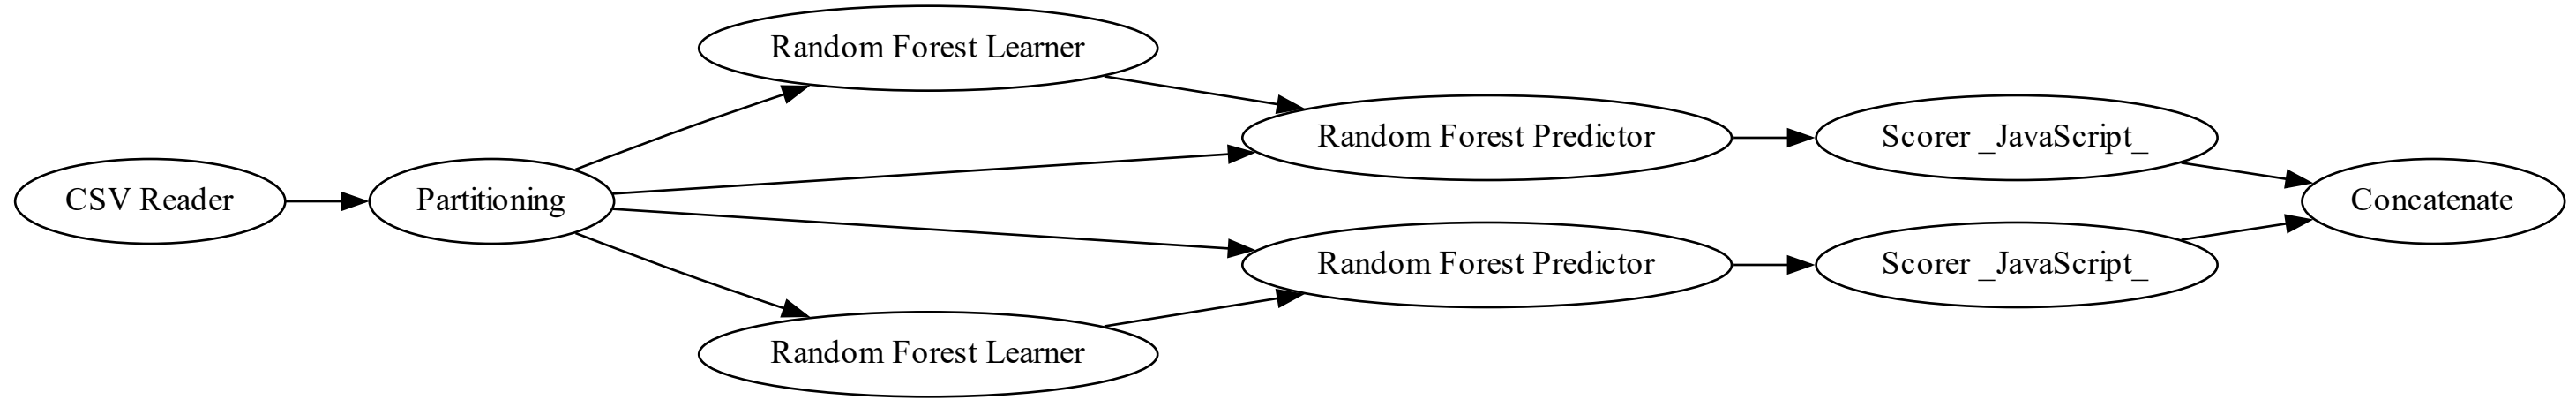 CSV Reader
Partitioning
Random Forest Learner
Random Forest Predictor
Scorer _JavaScript_
Random Forest Learner
Random Forest Predictor
Scorer _JavaScript_
Concatenate